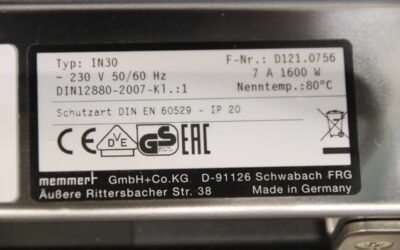 Typ: IN30 F-Nr.: D121.0756
~ 230 V 50/60 Hz 7 A 1600 W
DIN12880-2007-Kl.:1 Nenntemp.:80°C
Schutzart DIN EN 60529 - IP 20
CE DVE GS EAC
memmert GmbH+Co.KG D-91126 Schwabach FRG
Äußere Rittersbacher Str. 38 Made in Germany